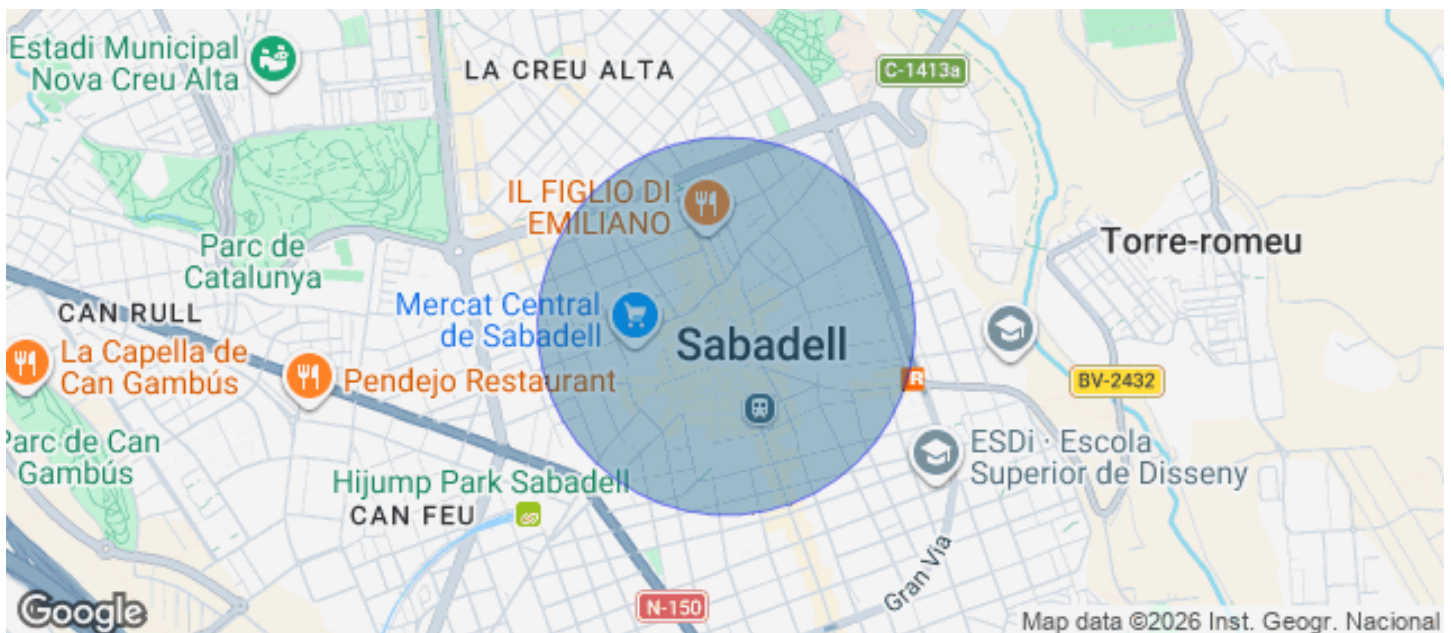 Estadi Municipal
Nova Creu Alta
LA CREU ALTA
C-1413a
IL FIGLIO DI
EMILIANO
Parc de
Catalunya
Torre-romeu
CAN RULL
Mercat Central
de Sabadell
Sabadell
La Capella de
Can Gambús
Pendejo Restaurant
R
BV-2432
Parc de Can
Gambús
ESDi · Escola
Superior de Disseny
Hijump Park Sabadell
CAN FEU
Gran Via
N-150
Google
Map data ©2026 Inst. Geogr. Nacional